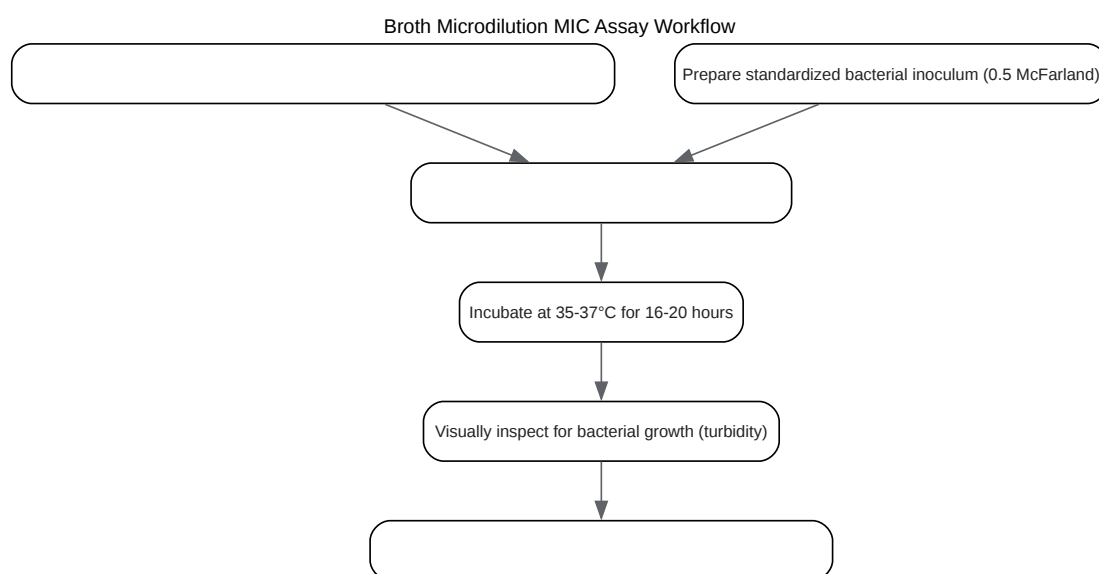 Broth Microdilution MIC Assay Workflow
Prepare standardized bacterial inoculum (0.5 McFarland)
Incubate at 35-37°C for 16-20 hours
Visually inspect for bacterial growth (turbidity)